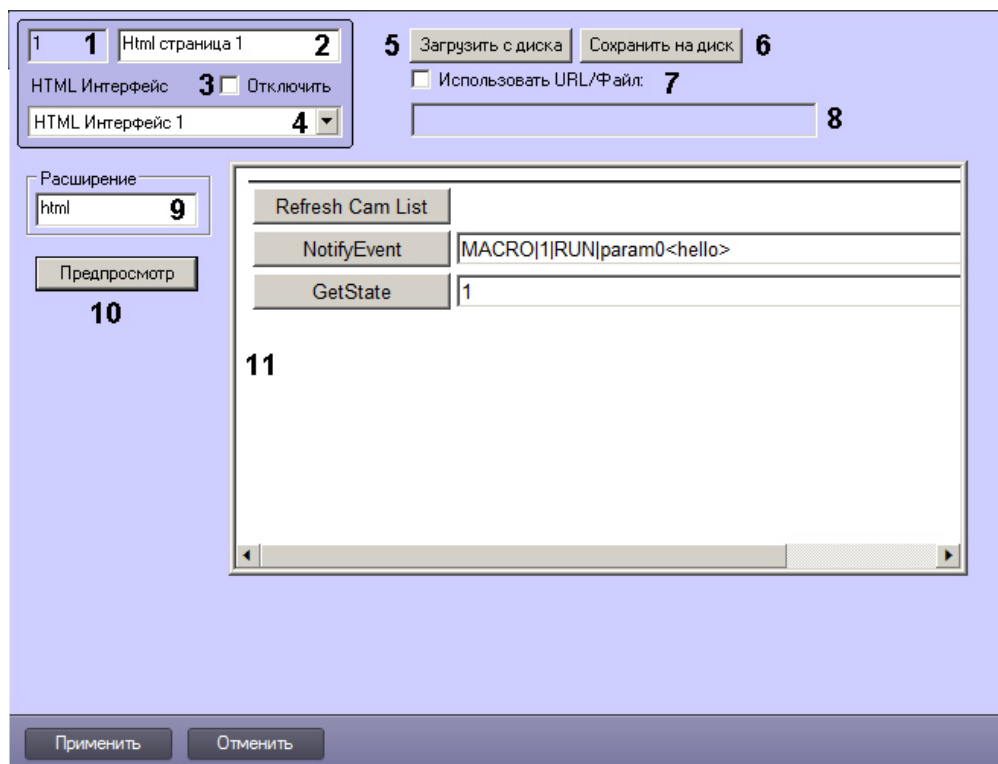 1 1 Html страница 1 2
HTML Интерфейс 3 Отключить
HTML Интерфейс 1 4
5 Загрузить с диска Сохранить на диск 6
Использовать URL/Файл: 7
8
Расширение
html 9
Предпросмотр
10
Refresh Cam List
NotifyEvent MACRO|1|RUN|param0<hello>
GetState 1
11
Применить Отменить